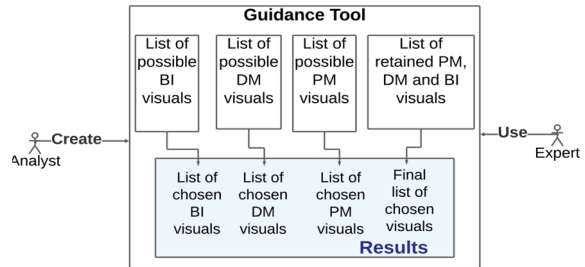 Guidance Tool
List of
possible
BI
visuals
List of
possible
DM
visuals
List of
possible
PM
visuals
List of
retained PM,
DM and BI
visuals
Create
Analyst
Use
Expert
List of
chosen
BI
visuals
List of
chosen
DM
visuals
List of
chosen
PM
visuals
Final
list of
chosen
visuals
Results